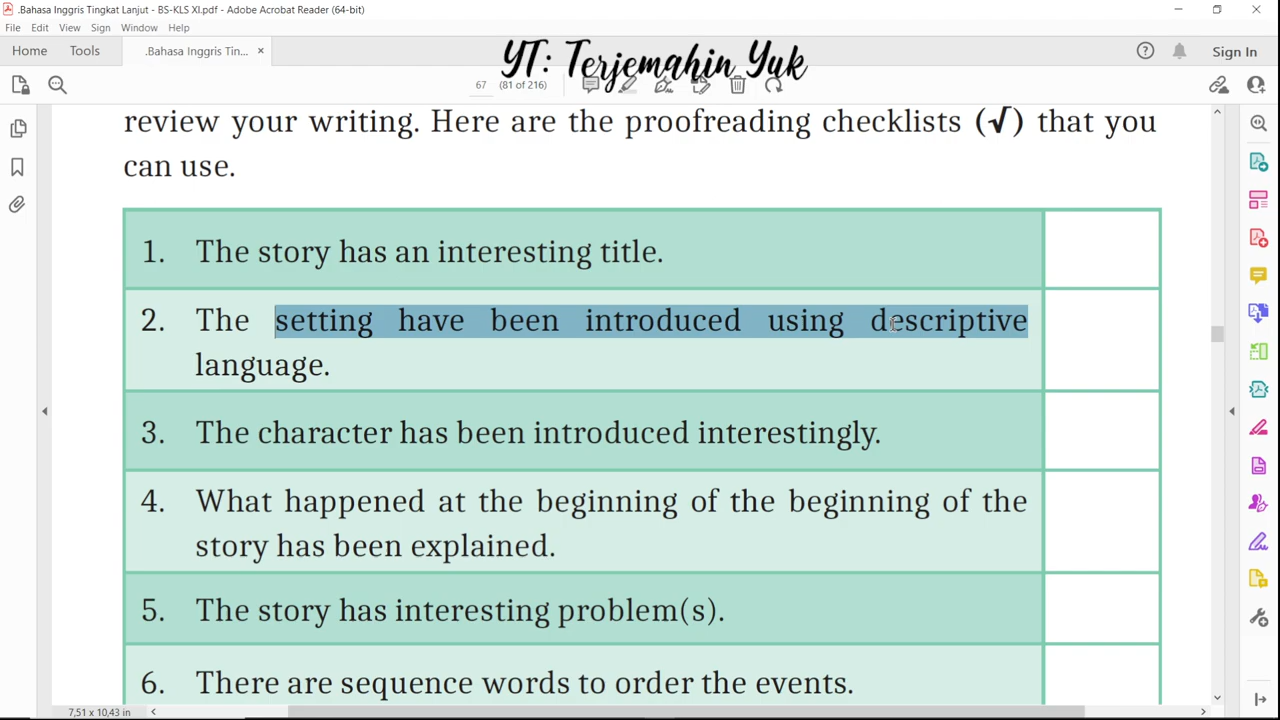 .Bahasa Inggris Tingkat Lanjut - BS-KLS XI.pdf - Adobe Acrobat Reader (64-bit)
File Edit View Sign Window Help
Home Tools .Bahasa Inggris Tin... × Sign In
YT: Terjemahin Yuk
67 (81 of 216)
review your writing. Here are the proofreading checklists (√) that you
can use.
1. The story has an interesting title.
2. The setting have been introduced using descriptive
language.
3. The character has been introduced interestingly.
4. What happened at the beginning of the beginning of the
story has been explained.
5. The story has interesting problem(s).
6. There are sequence words to order the events.
7,51 x 10,43 in